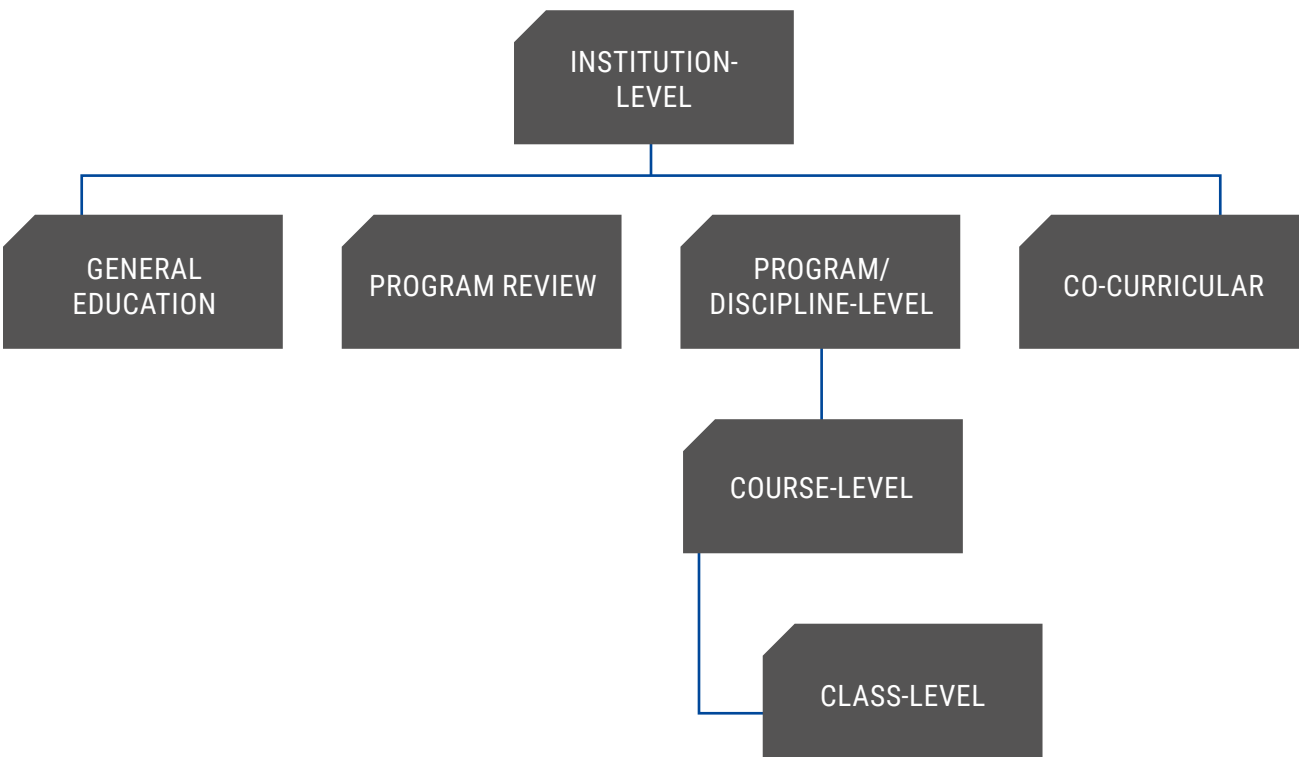 INSTITUTION-
LEVEL
GENERAL
EDUCATION
PROGRAM REVIEW
PROGRAM/
DISCIPLINE-LEVEL
CO-CURRICULAR
COURSE-LEVEL
CLASS-LEVEL